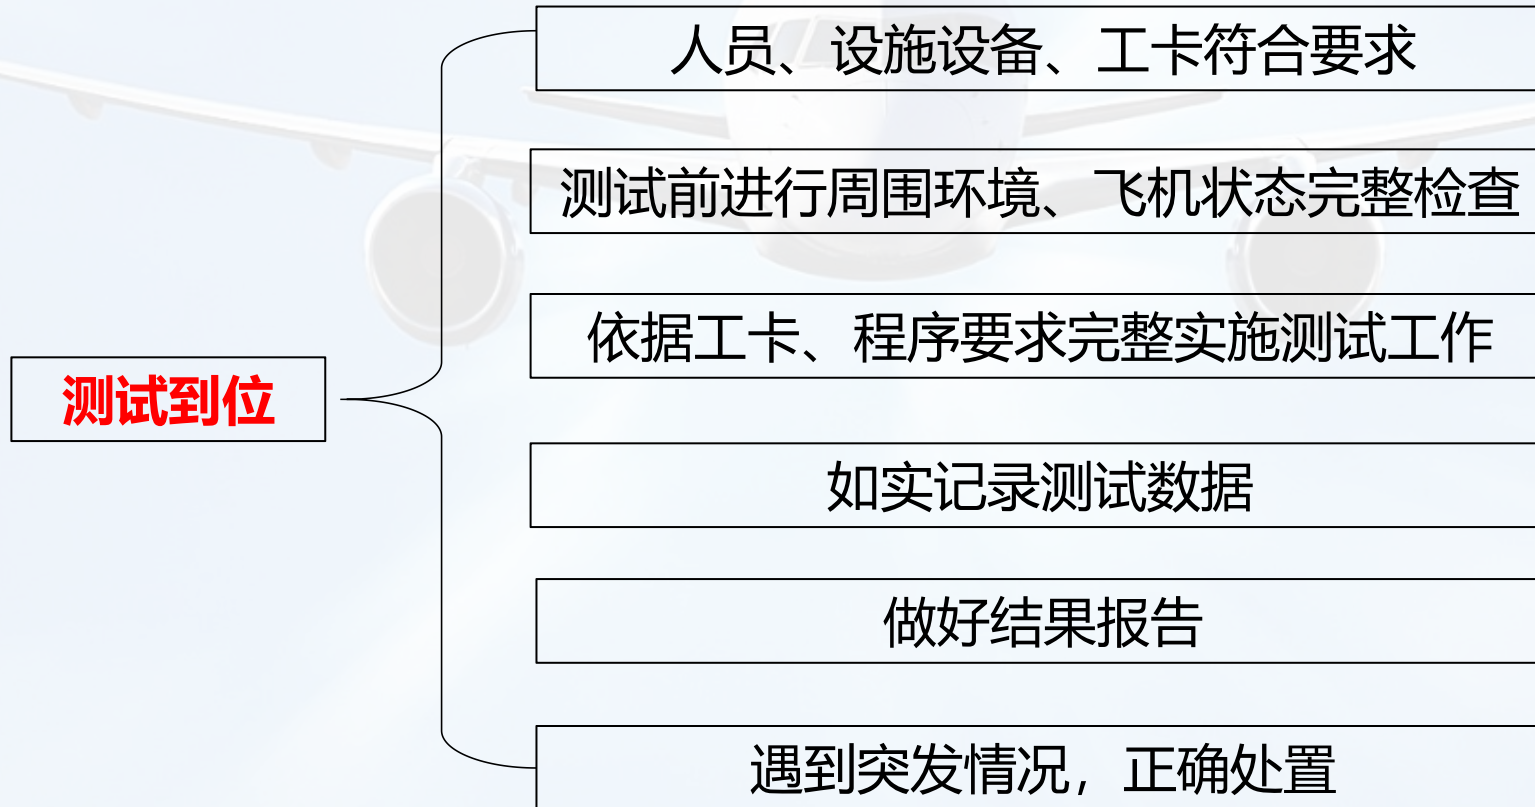 人员、设施设备、工卡符合要求
测试前进行周围环境、飞机状态完整检查
依据工卡、程序要求完整实施测试工作
测试到位
如实记录测试数据
做好结果报告
遇到突发情况，正确处置